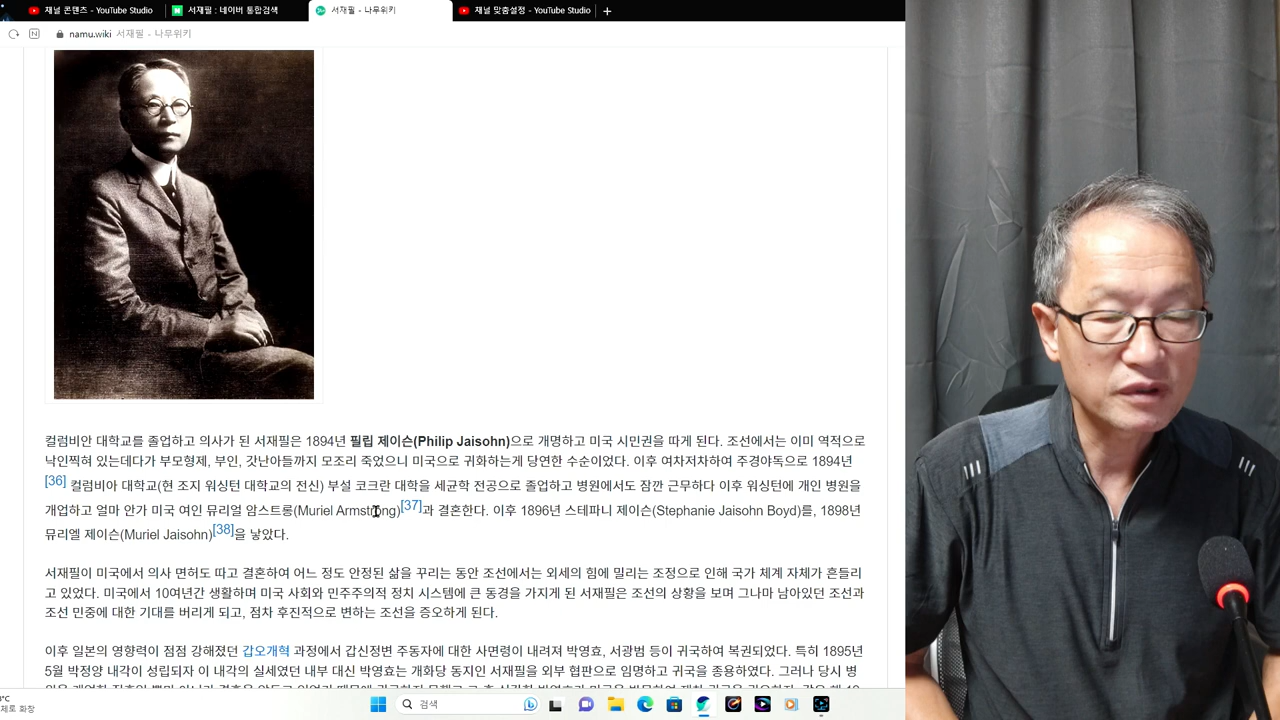 채널 콘텐츠 - YouTube Studio
서재필 : 네이버 통합검색
서재필 - 나무위키
채널 맞춤설정 - YouTube Studio
namu.wiki 서재필 - 나무위키
컬럼비안 대학교를 졸업하고 의사가 된 서재필은 1894년 필립 제이슨(Philip Jaisohn)으로 개명하고 미국 시민권을 따게 된다. 조선에서는 이미 역적으로
낙인찍혀 있는데다가 부모형제, 부인, 갓난아들까지 모조리 죽었으니 미국으로 귀화하는게 당연한 수순이었다. 이후 여차저차하여 주경야독으로 1894년
[36] 컬럼비아 대학교(현 조지 워싱턴 대학교의 전신) 부설 코크란 대학을 세균학 전공으로 졸업하고 병원에서도 잠깐 근무하다 이후 워싱턴에 개인 병원을
개업하고 얼마 안가 미국 여인 뮤리얼 암스트롱(Muriel Armstrong)[37]과 결혼한다. 이후 1896년 스테파니 제이슨(Stephanie Jaisohn Boyd)를, 1898년
뮤리엘 제이슨(Muriel Jaisohn)[38]을 낳았다.
서재필이 미국에서 의사 면허도 따고 결혼하여 어느 정도 안정된 삶을 꾸리는 동안 조선에서는 외세의 힘에 밀리는 조정으로 인해 국가 체계 자체가 흔들리
고 있었다. 미국에서 10여년간 생활하며 미국 사회와 민주주의적 정치 시스템에 큰 동경을 가지게 된 서재필은 조선의 상황을 보며 그나마 남아있던 조선과
조선 민중에 대한 기대를 버리게 되고, 점차 후진적으로 변하는 조선을 증오하게 된다.
이후 일본의 영향력이 점점 강해졌던 갑오개혁 과정에서 갑신정변 주동자에 대한 사면령이 내려져 박영효, 서광범 등이 귀국하여 복권되었다. 특히 1895년
5월 박정양 내각이 성립되자 이 내각의 실세였던 내부 대신 박영효는 개화당 동지인 서재필을 외부 협판으로 임명하고 귀국을 종용하였다. 그러나 당시 병
검색